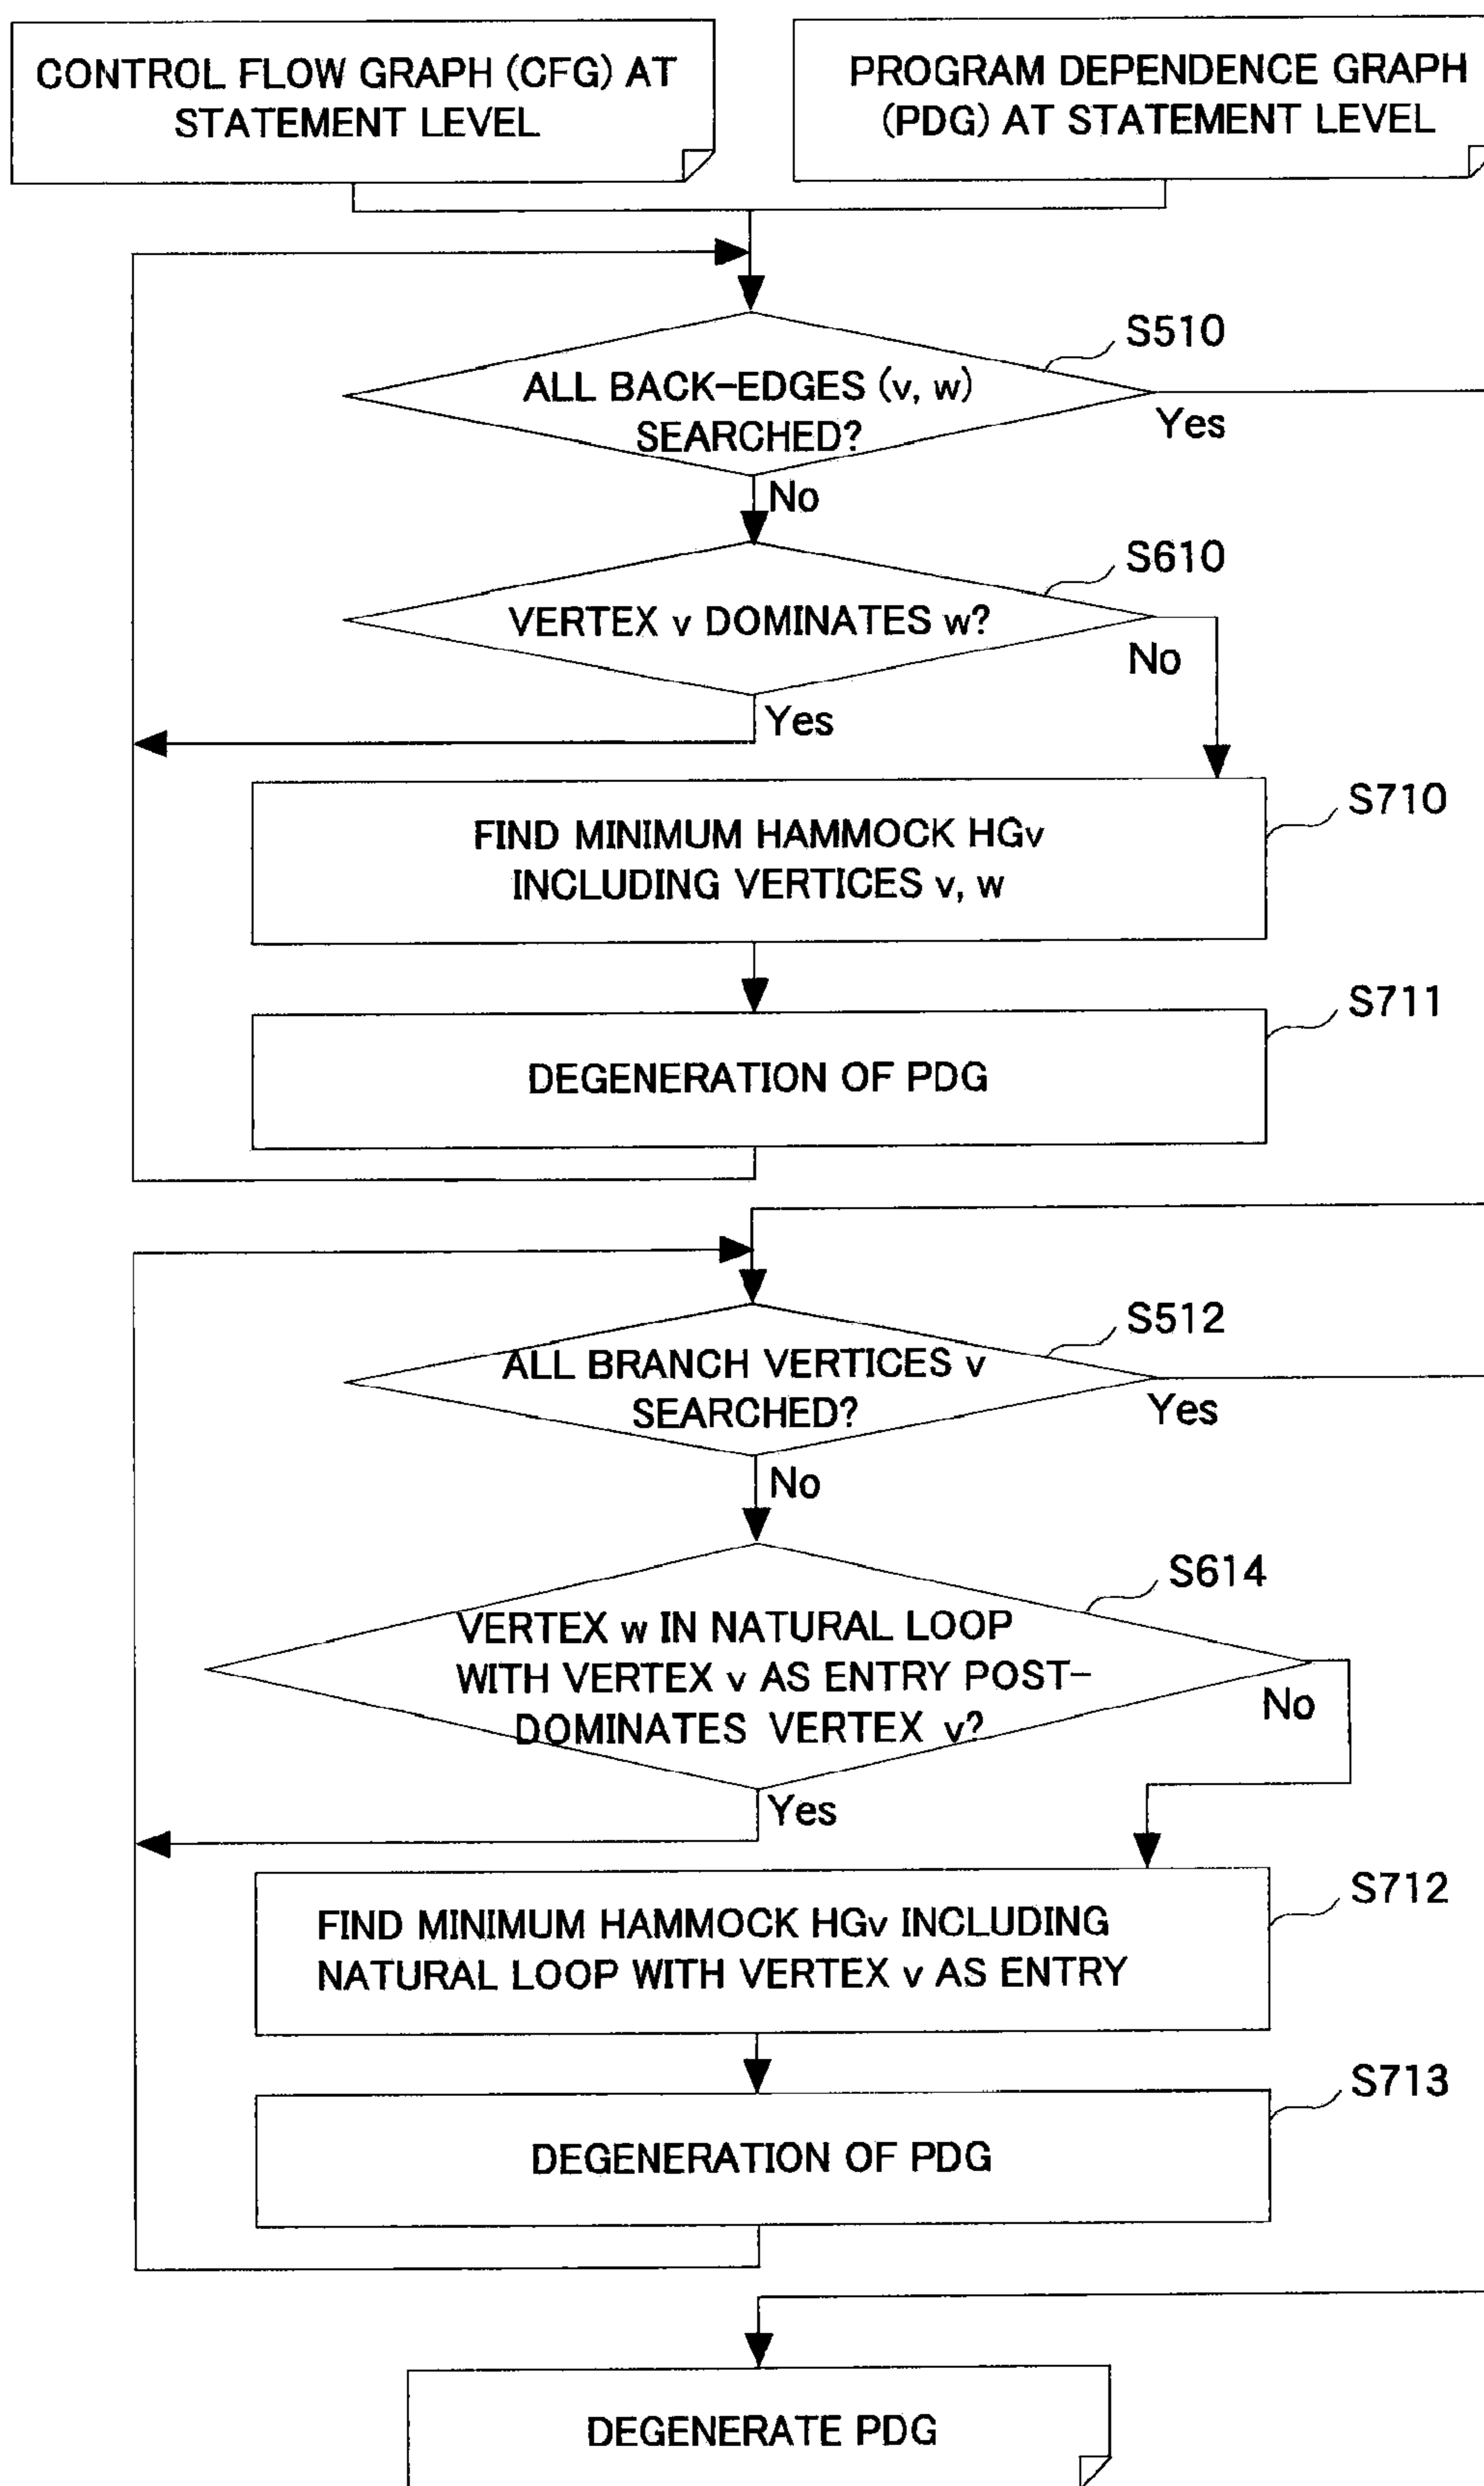 CONTROL FLOW GRAPH (CFG) AT
STATEMENT LEVEL
PROGRAM DEPENDENCE GRAPH
(PDG) AT STATEMENT LEVEL
S510
ALL BACK-EDGES (v, w)
SEARCHED?
Yes
No
S610
VERTEX v DOMINATES w?
No
Yes
S710
FIND MINIMUM HAMMOCK HGv
INCLUDING VERTICES v, w
S711
DEGENERATION OF PDG
S512
ALL BRANCH VERTICES v
SEARCHED?
Yes
No
S614
VERTEX w IN NATURAL LOOP
WITH VERTEX v AS ENTRY POST-
DOMINATES VERTEX v?
No
Yes
S712
FIND MINIMUM HAMMOCK HGv INCLUDING
NATURAL LOOP WITH VERTEX v AS ENTRY
S713
DEGENERATION OF PDG
DEGENERATE PDG